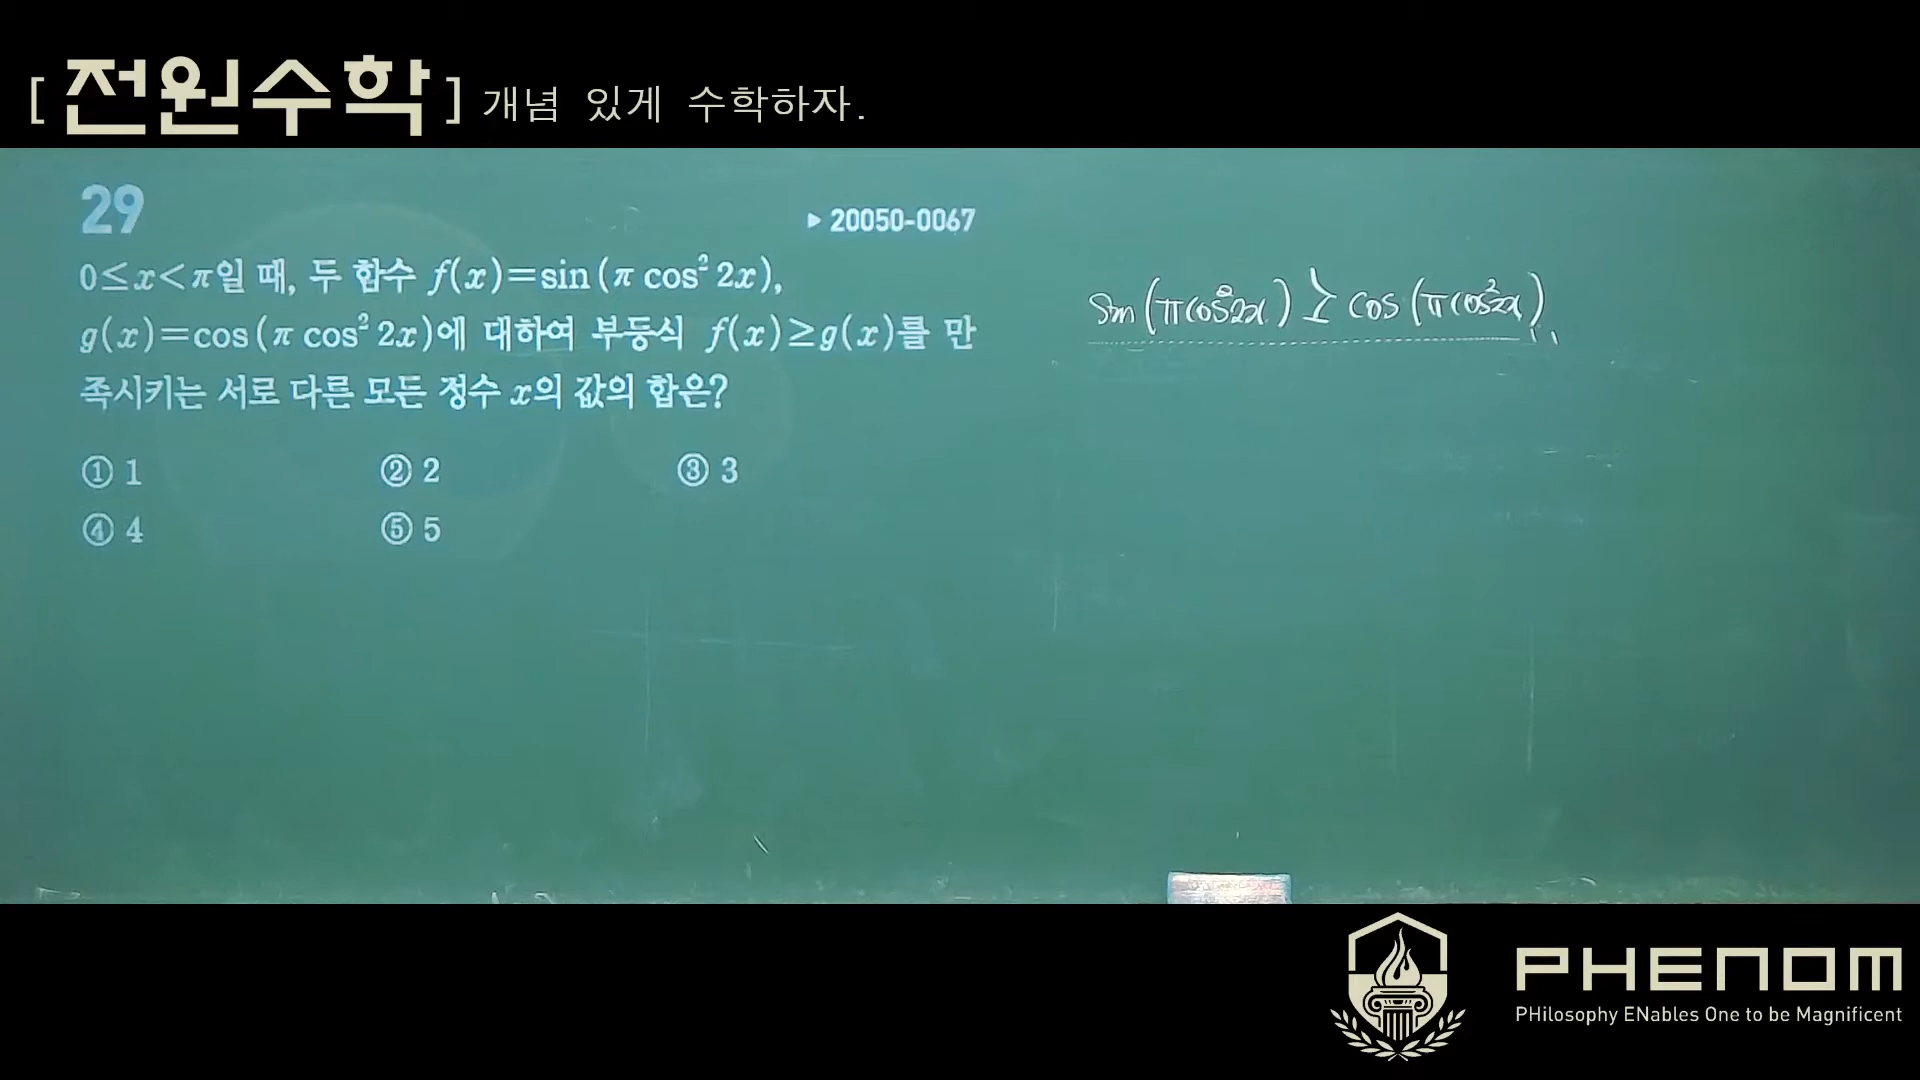 [전원수학] 개념 있게 수학하자.
29
▶ 20050-0067
0≤x<π일 때, 두 함수 f(x)=sin(π cos² 2x),
g(x)=cos(π cos² 2x)에 대하여 부등식 f(x)≥g(x)를 만
족시키는 서로 다른 모든 정수 x의 값의 합은?
① 1 ② 2 ③ 3
④ 4 ⑤ 5
sin(πcos²2x) ≥ cos(πcos²2x)
PHENOM
PHilosophy ENables One to be Magnificent